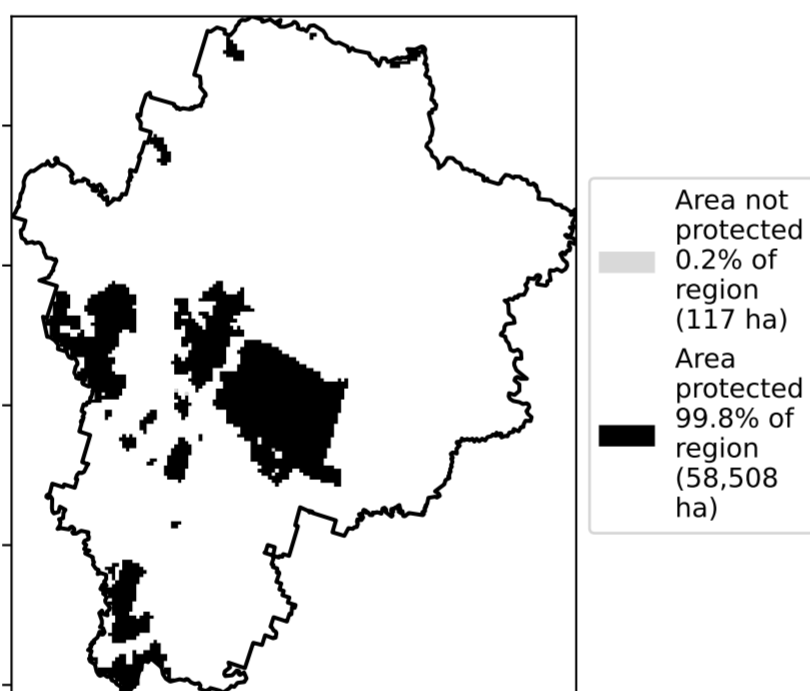 Area not
protected
0.2% of
region
(117 ha)
Area
protected
99.8% of
region
(58,508
ha)